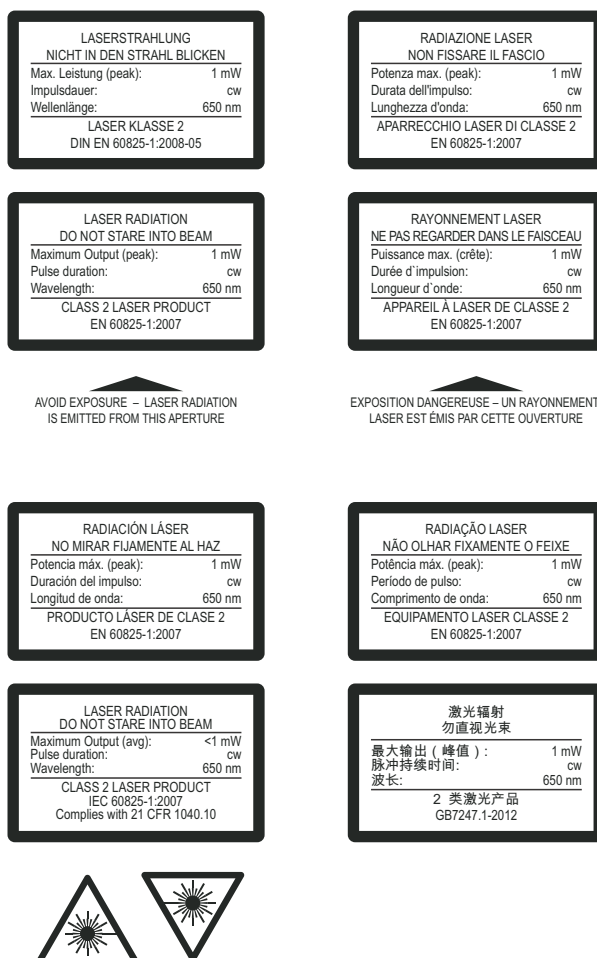 LASERSTRAHLUNG
NICHT IN DEN STRAHL BLICKEN
Max. Leistung (peak): 1 mW
Impulsdauer: cw
Wellenlänge: 650 nm
LASER KLASSE 2
DIN EN 60825-1:2008-05
RADIAZIONE LASER
NON FISSARE IL FASCIO
Potenza max. (peak): 1 mW
Durata dell'impulso: cw
Lunghezza d'onda: 650 nm
APARRECCHIO LASER DI CLASSE 2
EN 60825-1:2007
LASER RADIATION
DO NOT STARE INTO BEAM
Maximum Output (peak): 1 mW
Pulse duration: cw
Wavelength: 650 nm
CLASS 2 LASER PRODUCT
EN 60825-1:2007
RAYONNEMENT LASER
NE PAS REGARDER DANS LE FAISCEAU
Puissance max. (crête): 1 mW
Durée d`impulsion: cw
Longueur d`onde: 650 nm
APPAREIL À LASER DE CLASSE 2
EN 60825-1:2007
AVOID EXPOSURE – LASER RADIATION
IS EMITTED FROM THIS APERTURE
EXPOSITION DANGEREUSE – UN RAYONNEMENT
LASER EST ÉMIS PAR CETTE OUVERTURE
RADIACIÓN LÁSER
NO MIRAR FIJAMENTE AL HAZ
Potencia máx. (peak): 1 mW
Duración del impulso: cw
Longitud de onda: 650 nm
PRODUCTO LÁSER DE CLASE 2
EN 60825-1:2007
RADIAÇÃO LASER
NÃO OLHAR FIXAMENTE O FEIXE
Potência máx. (peak): 1 mW
Período de pulso: cw
Comprimento de onda: 650 nm
EQUIPAMENTO LASER CLASSE 2
EN 60825-1:2007
LASER RADIATION
DO NOT STARE INTO BEAM
Maximum Output (avg): <1 mW
Pulse duration: cw
Wavelength: 650 nm
CLASS 2 LASER PRODUCT
IEC 60825-1:2007
Complies with 21 CFR 1040.10
激光辐射
勿直视光束
最大输出（峰值）: 1 mW
脉冲持续时间: cw
波长: 650 nm
2 类激光产品
GB7247.1-2012